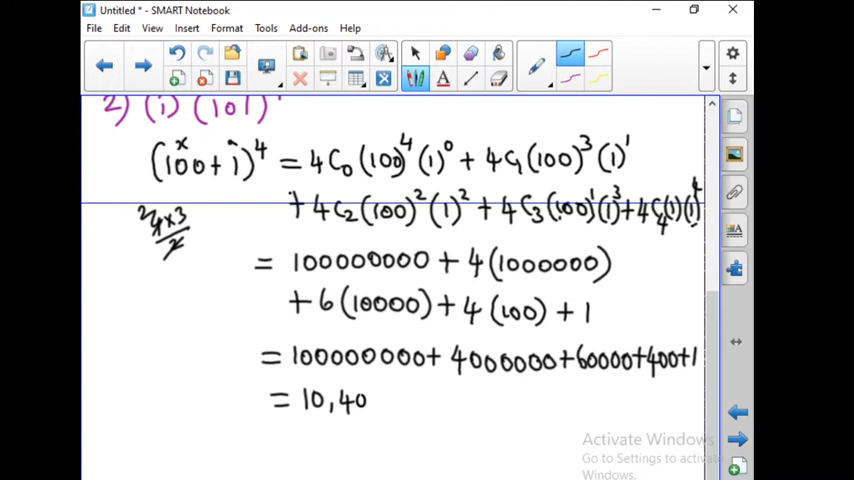 Untitled * - SMART Notebook
File Edit View Insert Format Tools Add-ons Help
2) (i) (101)
(100+1)⁴ = 4C₀(100)⁴(1)⁰ + 4C₁(100)³(1)¹
+ 4C₂(100)²(1)² + 4C₃(100)¹(1)³ + 4C₄(1)(1)⁴
4x3
2
= 100000000 + 4(1000000)
+ 6(10000) + 4(100) + 1
= 100000000 + 4000000+60000+400+1
= 10,40
Activate Windows
Go to Settings to activate
Windows.